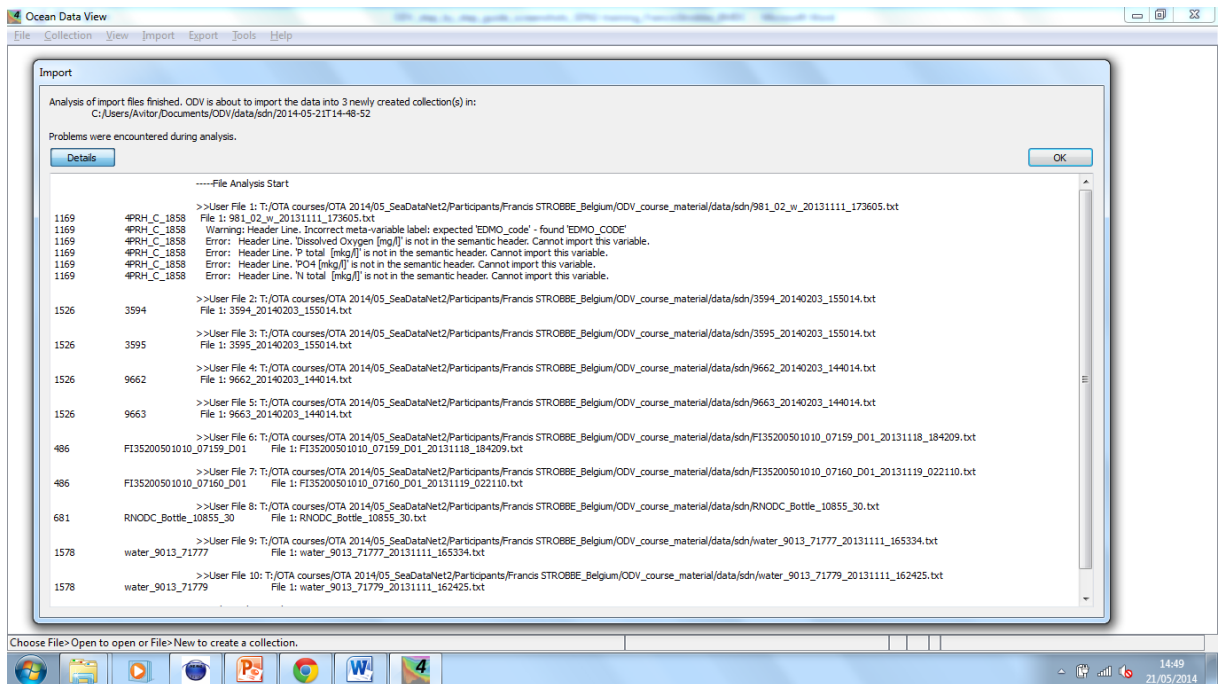 4 Ocean Data View
File Collection View Import Export Tools Help
Import
Analysis of import files finished. ODV is about to import the data into 3 newly created collection(s) in:
C:/Users/Avitor/Documents/ODV/data/sdn/2014-05-21T14-48-52
Problems were encountered during analysis.
Details OK
-----File Analysis Start
>>User File 1: T:/OTA courses/OTA 2014/05_SeaDataNet2/Participants/Francis STROBBE_Belgium/ODV_course_material/data/sdn/981_02_w_20131111_173605.txt
1169 4PRH_C_1858 File 1: 981_02_w_20131111_173605.txt
1169 4PRH_C_1858 Warning: Header Line. Incorrect meta-variable label: expected 'EDMO_code' - found 'EDMO_CODE'
1169 4PRH_C_1858 Error: Header Line. 'Dissolved Oxygen [mg/l]' is not in the semantic header. Cannot import this variable.
1169 4PRH_C_1858 Error: Header Line. 'P total [mkg/l]' is not in the semantic header. Cannot import this variable.
1169 4PRH_C_1858 Error: Header Line. 'PO4 [mkg/l]' is not in the semantic header. Cannot import this variable.
1169 4PRH_C_1858 Error: Header Line. 'N total [mkg/l]' is not in the semantic header. Cannot import this variable.
>>User File 2: T:/OTA courses/OTA 2014/05_SeaDataNet2/Participants/Francis STROBBE_Belgium/ODV_course_material/data/sdn/3594_20140203_155014.txt
1526 3594 File 1: 3594_20140203_155014.txt
>>User File 3: T:/OTA courses/OTA 2014/05_SeaDataNet2/Participants/Francis STROBBE_Belgium/ODV_course_material/data/sdn/3595_20140203_155014.txt
1526 3595 File 1: 3595_20140203_155014.txt
>>User File 4: T:/OTA courses/OTA 2014/05_SeaDataNet2/Participants/Francis STROBBE_Belgium/ODV_course_material/data/sdn/9662_20140203_144014.txt
1526 9662 File 1: 9662_20140203_144014.txt
>>User File 5: T:/OTA courses/OTA 2014/05_SeaDataNet2/Participants/Francis STROBBE_Belgium/ODV_course_material/data/sdn/9663_20140203_144014.txt
1526 9663 File 1: 9663_20140203_144014.txt
>>User File 6: T:/OTA courses/OTA 2014/05_SeaDataNet2/Participants/Francis STROBBE_Belgium/ODV_course_material/data/sdn/FI35200501010_07159_D01_20131118_184209.txt
486 FI35200501010_07159_D01 File 1: FI35200501010_07159_D01_20131118_184209.txt
>>User File 7: T:/OTA courses/OTA 2014/05_SeaDataNet2/Participants/Francis STROBBE_Belgium/ODV_course_material/data/sdn/FI35200501010_07160_D01_20131119_022110.txt
486 FI35200501010_07160_D01 File 1: FI35200501010_07160_D01_20131119_022110.txt
>>User File 8: T:/OTA courses/OTA 2014/05_SeaDataNet2/Participants/Francis STROBBE_Belgium/ODV_course_material/data/sdn/RNODC_Bottle_10855_30.txt
681 RNODC_Bottle_10855_30 File 1: RNODC_Bottle_10855_30.txt
>>User File 9: T:/OTA courses/OTA 2014/05_SeaDataNet2/Participants/Francis STROBBE_Belgium/ODV_course_material/data/sdn/water_9013_71777_20131111_165334.txt
1578 water_9013_71777 File 1: water_9013_71777_20131111_165334.txt
>>User File 10: T:/OTA courses/OTA 2014/05_SeaDataNet2/Participants/Francis STROBBE_Belgium/ODV_course_material/data/sdn/water_9013_71779_20131111_162425.txt
1578 water_9013_71779 File 1: water_9013_71779_20131111_162425.txt
Choose File>Open to open or File>New to create a collection.
4
14:49
21/05/2014